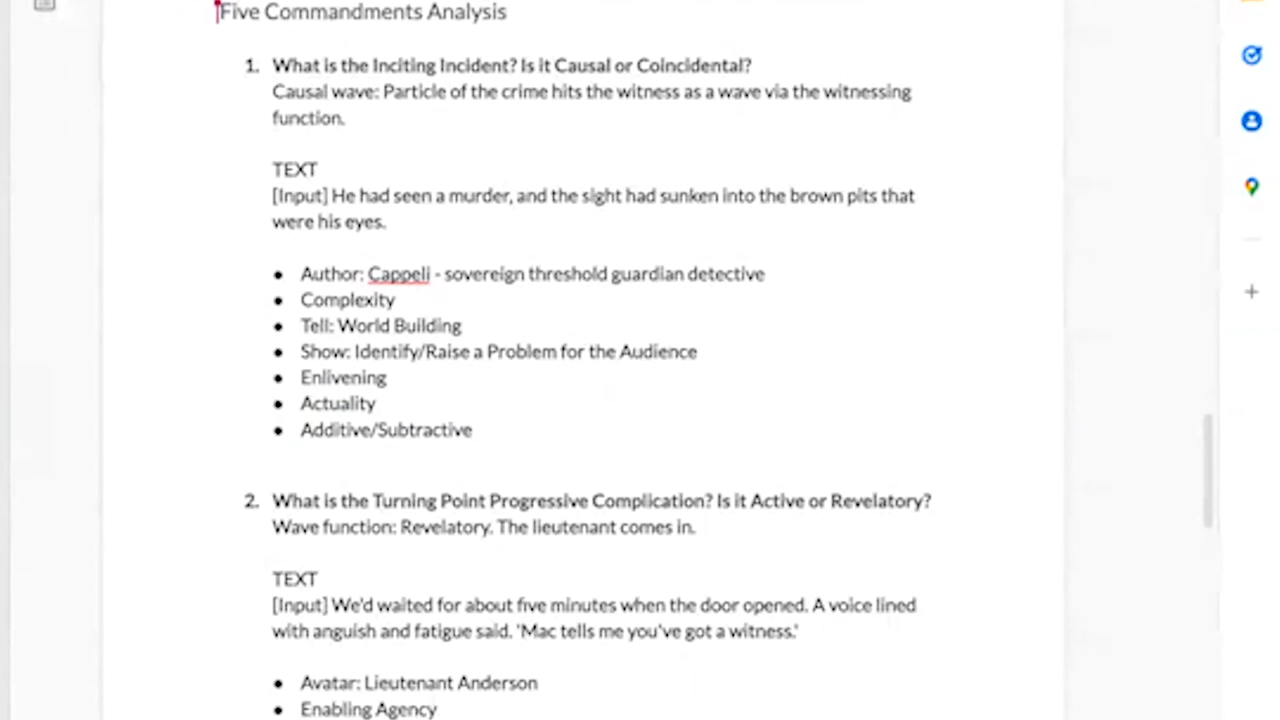 Five Commandments Analysis
1. What is the Inciting Incident? Is it Causal or Coincidental?
Causal wave: Particle of the crime hits the witness as a wave via the witnessing
function.
TEXT
[Input] He had seen a murder, and the sight had sunken into the brown pits that
were his eyes.
● Author: Cappeli - sovereign threshold guardian detective
● Complexity
● Tell: World Building
● Show: Identify/Raise a Problem for the Audience
● Enlivening
● Actuality
● Additive/Subtractive
2. What is the Turning Point Progressive Complication? Is it Active or Revelatory?
Wave function: Revelatory. The lieutenant comes in.
TEXT
[Input] We'd waited for about five minutes when the door opened. A voice lined
with anguish and fatigue said. 'Mac tells me you've got a witness.'
● Avatar: Lieutenant Anderson
● Enabling Agency